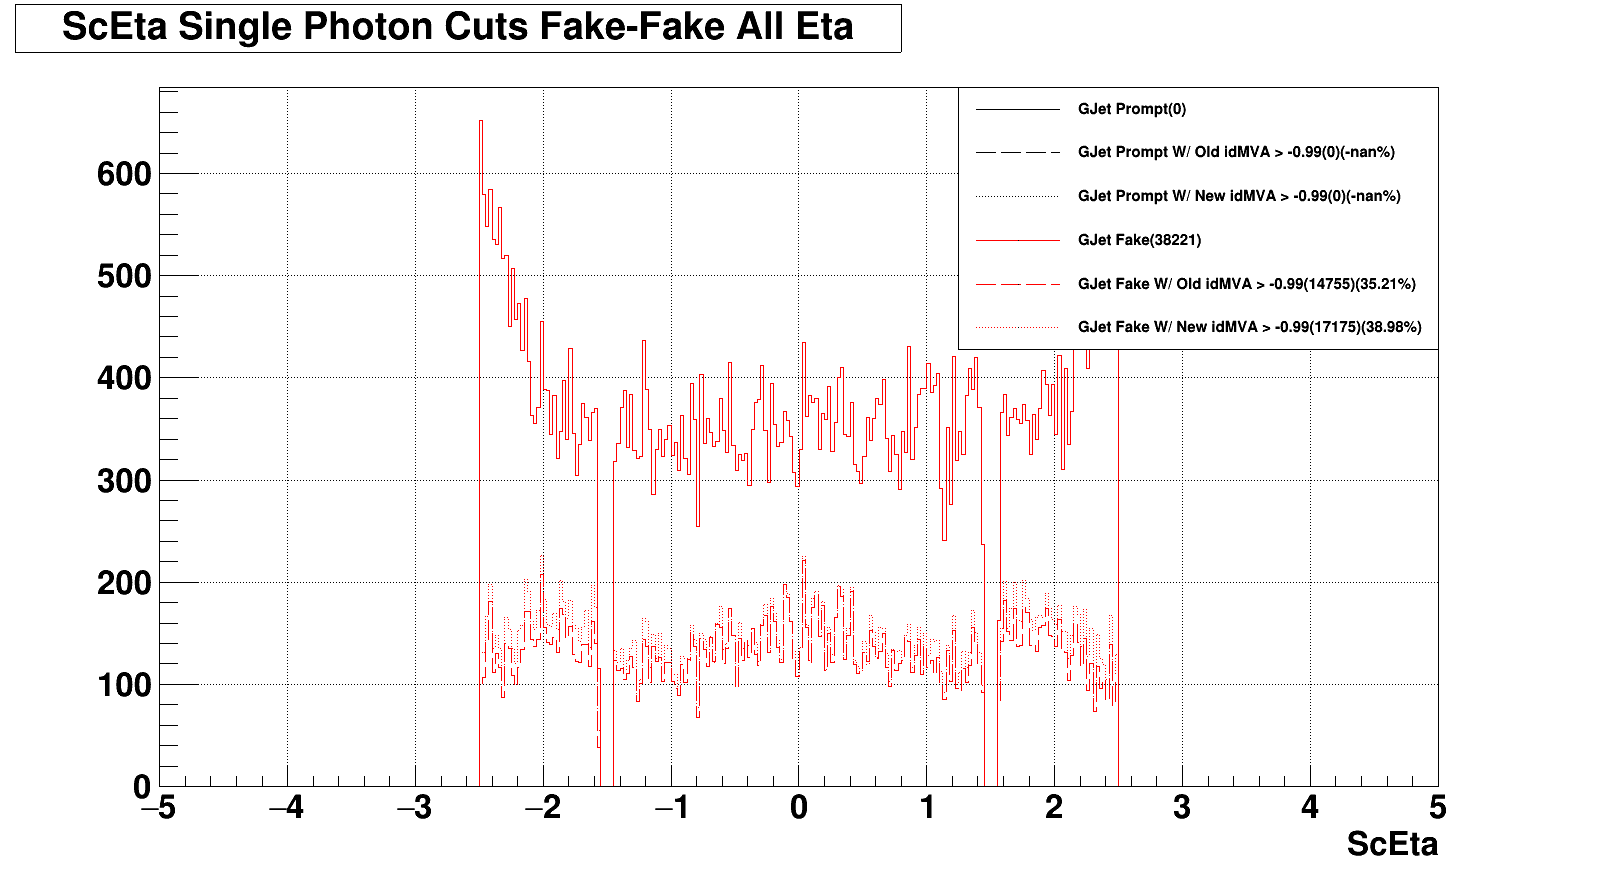 ScEta Single Photon Cuts Fake-Fake All Eta
GJet Prompt(0)
GJet Prompt W/ Old idMVA > -0.99(0)(-nan%)
GJet Prompt W/ New idMVA > -0.99(0)(-nan%)
GJet Fake(38221)
GJet Fake W/ Old idMVA > -0.99(14755)(35.21%)
GJet Fake W/ New idMVA > -0.99(17175)(38.98%)
600
500
400
300
200
100
0
−5 −4 −3 −2 −1 0 1 2 3 4 5
ScEta